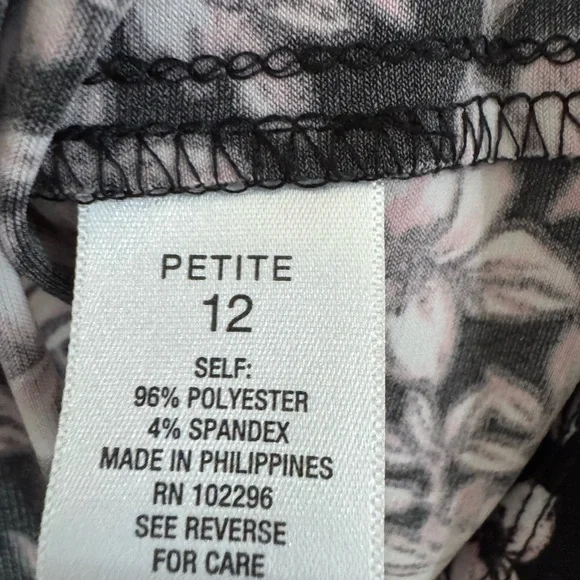 PETITE
12
SELF:
96% POLYESTER
4% SPANDEX
MADE IN PHILIPPINES
RN 102296
SEE REVERSE
FOR CARE